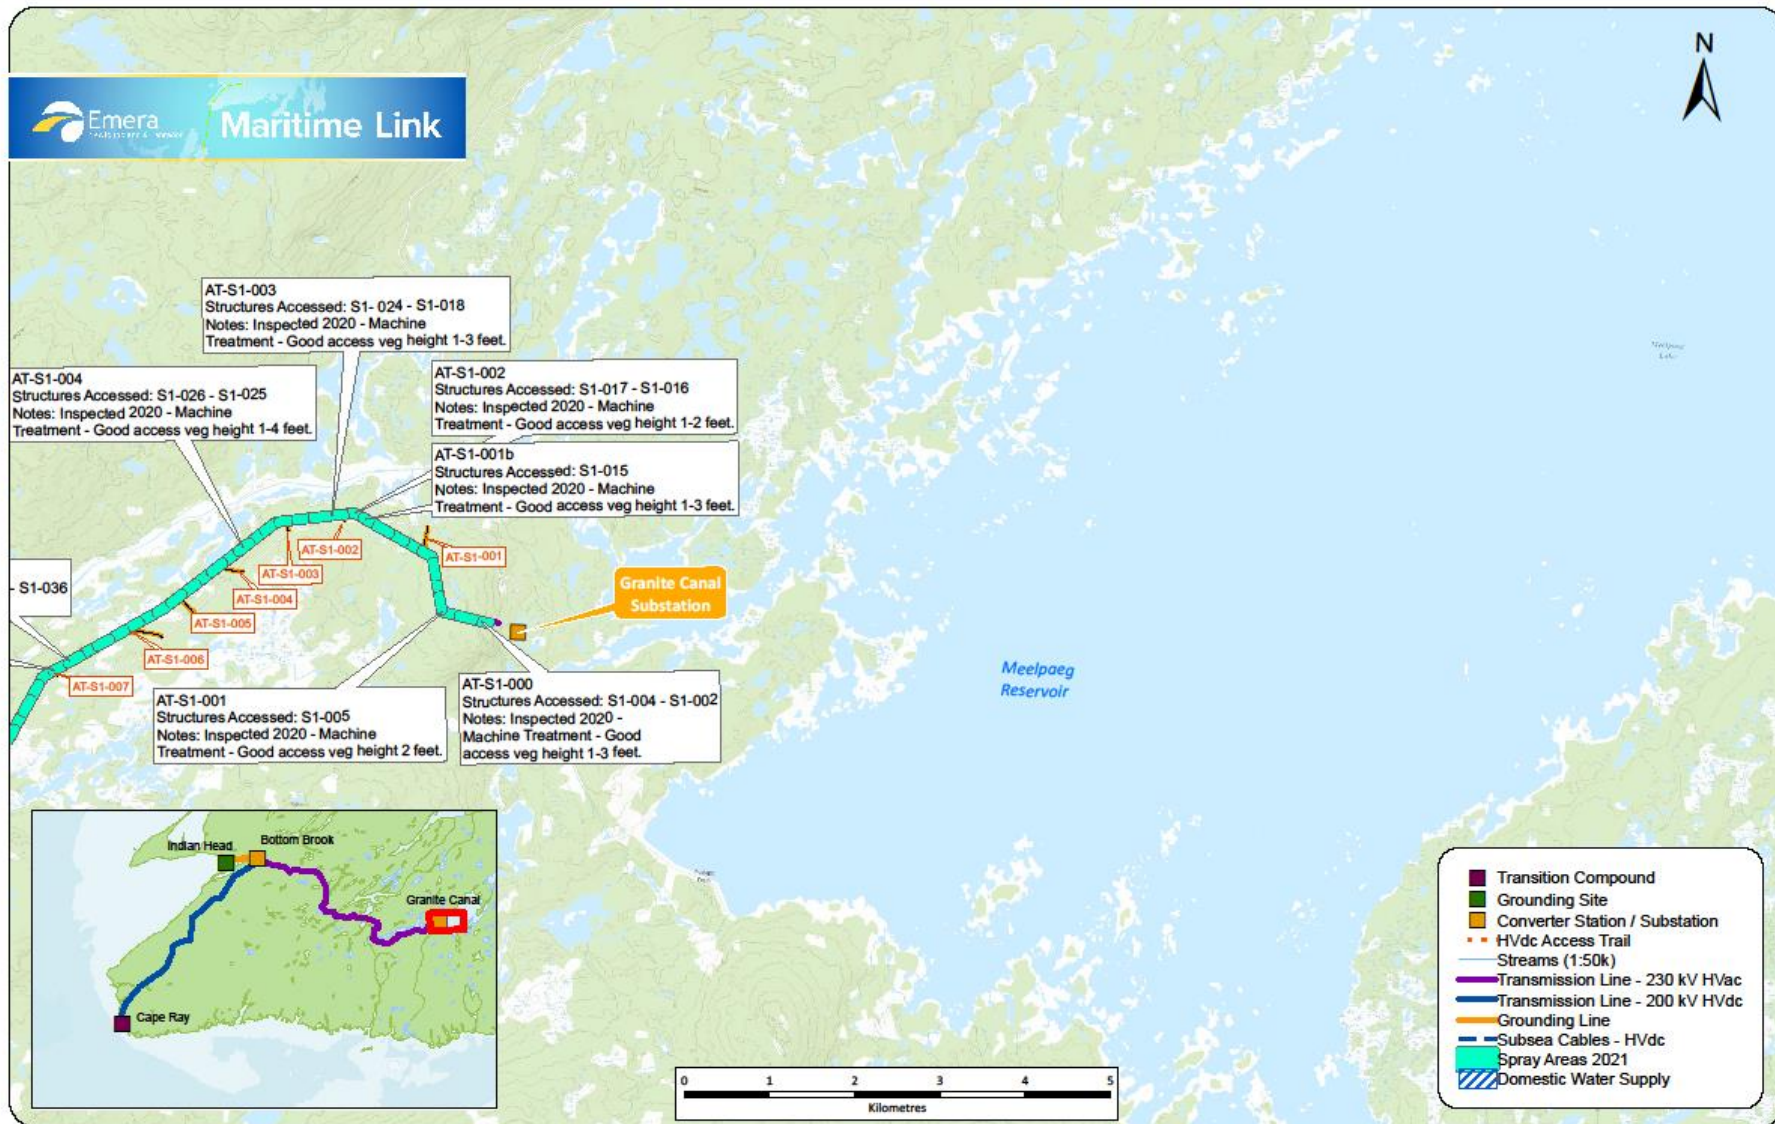 N
Emera
Maritime Link
AT-S1-003
Structures Accessed: S1- 024 - S1-018
Notes: Inspected 2020 - Machine
Treatment - Good access veg height 1-3 feet.
AT-S1-004
Structures Accessed: S1-026 - S1-025
Notes: Inspected 2020 - Machine
Treatment - Good access veg height 1-4 feet.
AT-S1-002
Structures Accessed: S1-017 - S1-016
Notes: Inspected 2020 - Machine
Treatment - Good access veg height 1-2 feet.
AT-S1-001b
Structures Accessed: S1-015
Notes: Inspected 2020 - Machine
Treatment - Good access veg height 1-3 feet.
AT-S1-002
AT-S1-001
AT-S1-003
AT-S1-004
AT-S1-005
AT-S1-006
AT-S1-007
- S1-036
Granite Canal
Substation
Meelpaeg
Reservoir
AT-S1-001
Structures Accessed: S1-005
Notes: Inspected 2020 - Machine
Treatment - Good access veg height 2 feet.
AT-S1-000
Structures Accessed: S1-004 - S1-002
Notes: Inspected 2020 -
Machine Treatment - Good
access veg height 1-3 feet.
Indian Head
Bottom Brook
Granite Canal
Cape Ray
0 1 2 3 4 5
Kilometres
Transition Compound
Grounding Site
Converter Station / Substation
HVdc Access Trail
Streams (1:50k)
Transmission Line - 230 kV HVac
Transmission Line - 200 kV HVdc
Grounding Line
Subsea Cables - HVdc
Spray Areas 2021
Domestic Water Supply